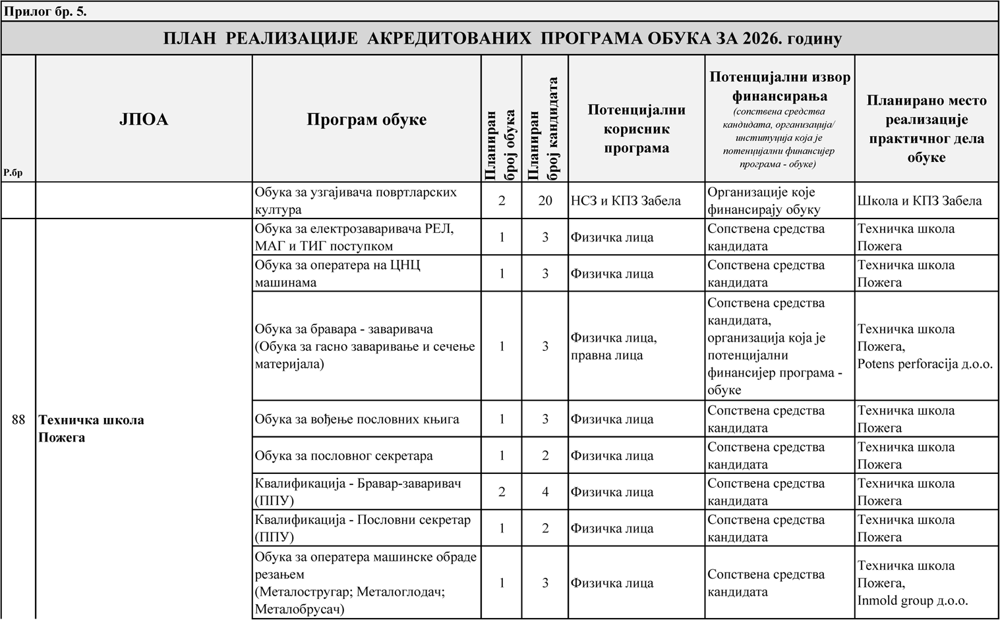 Прилог бр. 5.
ПЛАН РЕАЛИЗАЦИЈЕ АКРЕДИТОВАНИХ ПРОГРАМА ОБУКА ЗА 2026. годину
Р.бр
ЈПОА
Програм обуке
Планиран
број обука
Планиран
број кандидата
Потенцијални
корисник
програма
Потенцијални извор
финансирања
(сопствена средства
кандидата, организација/
институција која је
потенцијални финансијер
програма - обуке)
Планирано место
реализације
практичног дела
обуке
Обука за узгајивача повртларских
култура
2
20
НСЗ и КПЗ Забела
Организације које
финансирају обуку
Школа и КПЗ Забела
88
Техничка школа
Пожега
Обука за електрозаваривача РЕЛ,
МАГ и ТИГ поступком
1
3
Физичка лица
Сопствена средства
кандидата
Техничка школа
Пожега
Обука за оператера на ЦНЦ
машинама
1
3
Физичка лица
Сопствена средства
кандидата
Техничка школа
Пожега
Обука за бравара - заваривача
(Обука за гасно заваривање и сечење
материјала)
1
3
Физичка лица,
правна лица
Сопствена средства
кандидата,
организација која је
потенцијални
финансијер програма -
обуке
Техничка школа
Пожега,
Potens perforacija д.о.о.
Обука за вођење пословних књига
1
3
Физичка лица
Сопствена средства
кандидата
Техничка школа
Пожега
Обука за пословног секретара
1
2
Физичка лица
Сопствена средства
кандидата
Техничка школа
Пожега
Квалификација - Бравар-заваривач
(ППУ)
2
4
Физичка лица
Сопствена средства
кандидата
Техничка школа
Пожега
Квалификација - Пословни секретар
(ППУ)
1
2
Физичка лица
Сопствена средства
кандидата
Техничка школа
Пожега
Обука за оператера машинске обраде
резањем
(Металостругар; Металоглодач;
Металобрусач)
1
3
Физичка лица
Сопствена средства
кандидата
Техничка школа
Пожега,
Inmold group д.о.о.